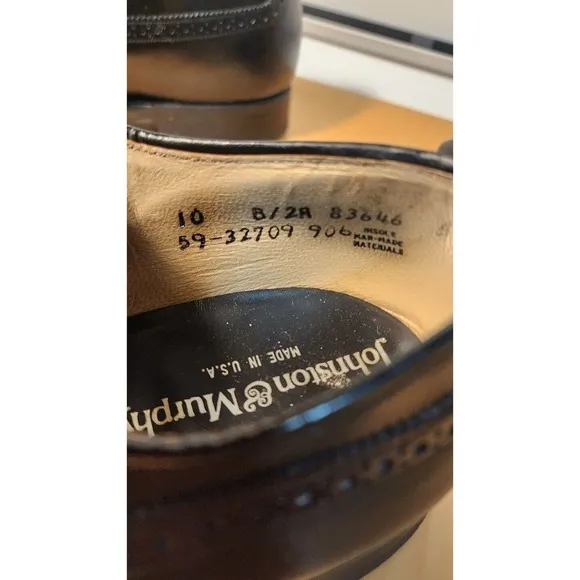 10 B/2A 83646
59-32709 906
INSOLE
MAN-MADE
MATERIALS
Johnston & Murphy
MADE IN U.S.A.